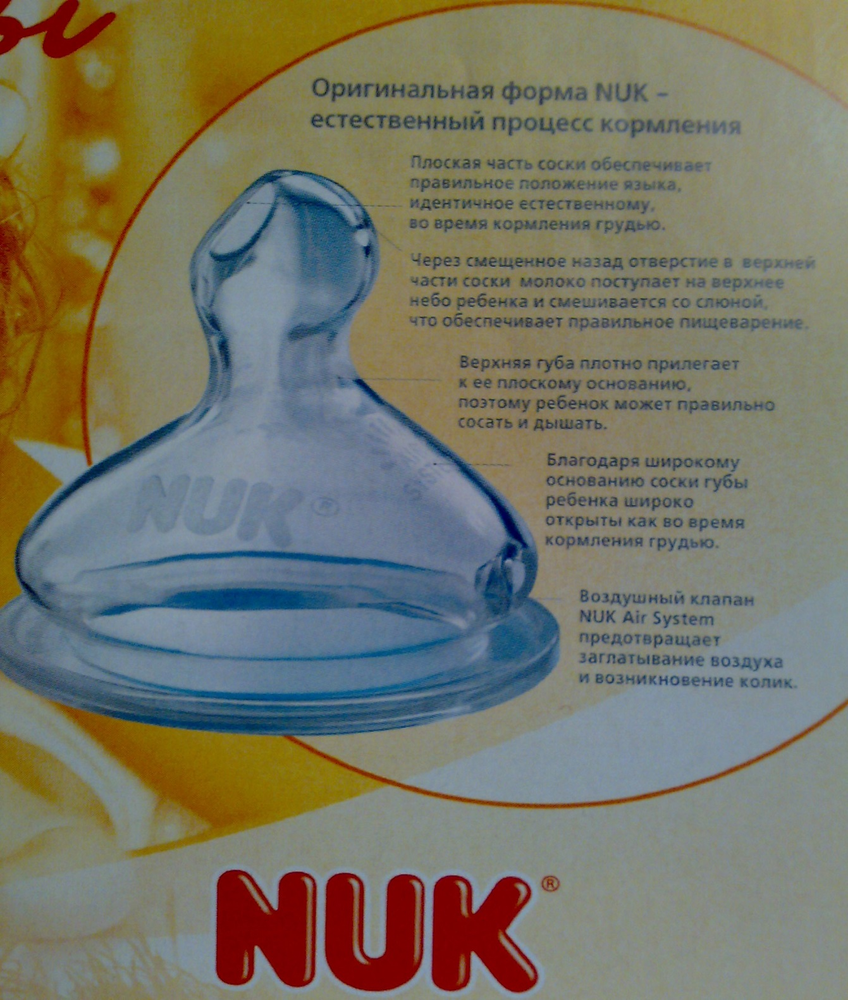 Оригинальная форма NUK –
естественный процесс кормления
Плоская часть соски обеспечивает
правильное положение языка,
идентичное естественному,
во время кормления грудью.
Через смещенное назад отверстие в верхней
части соски молоко поступает на верхнее
небо ребенка и смешивается со слюной,
что обеспечивает правильное пищеварение.
Верхняя губа плотно прилегает
к ее плоскому основанию,
поэтому ребенок может правильно
сосать и дышать.
Благодаря широкому
основанию соски губы
ребенка широко
открыты как во время
кормления грудью.
NUK ®
Воздушный клапан
NUK Air System
предотвращает
заглатывание воздуха
и возникновение колик.
NUK ®